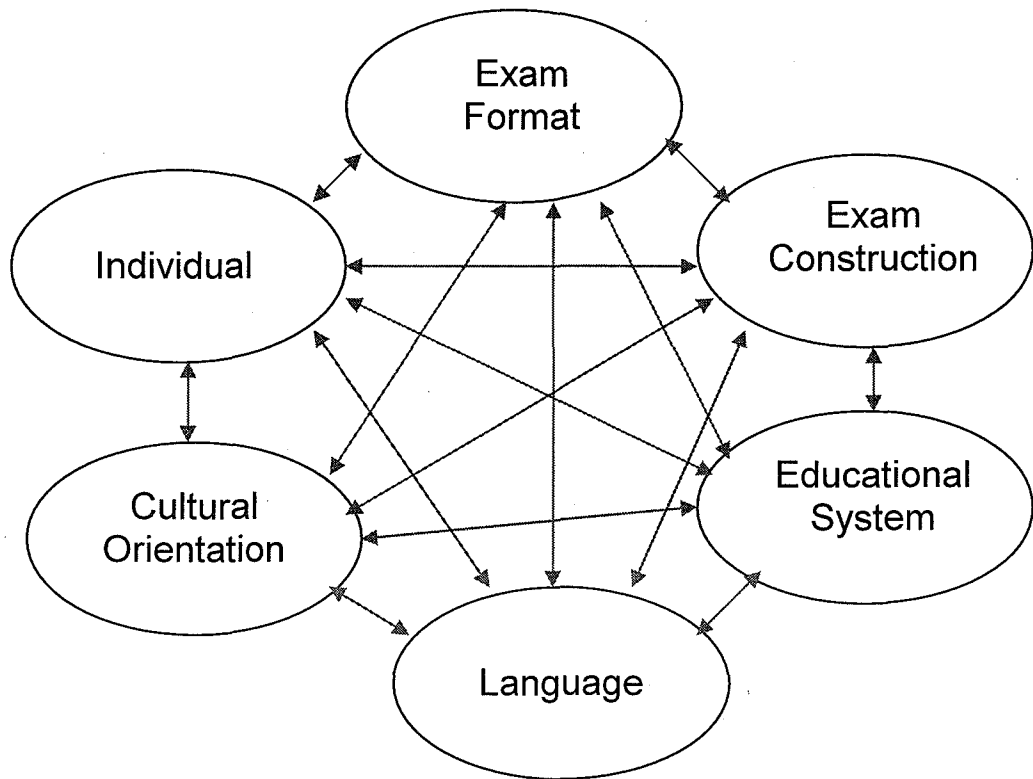 Exam
Format
Individual
Exam
Construction
Cultural
Orientation
Educational
System
Language